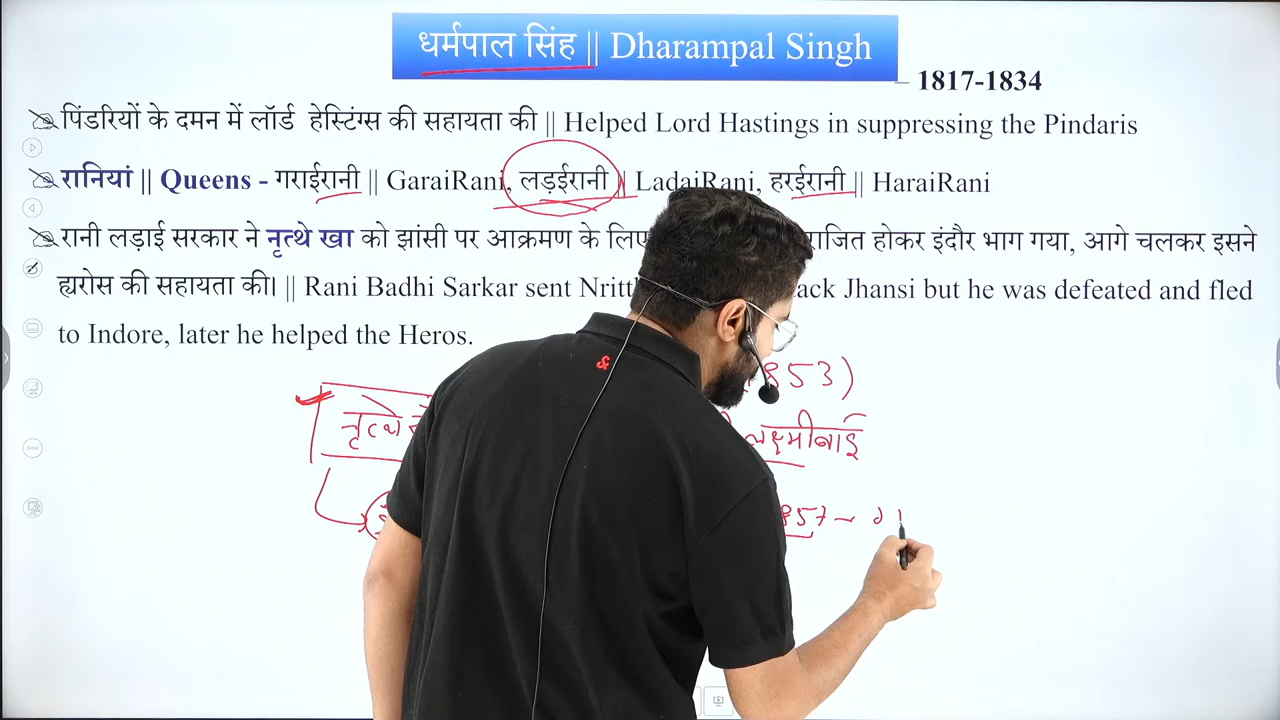 धर्मपाल सिंह || Dharampal Singh
– 1817-1834
पिंडरियों के दमन में लॉर्ड हेस्टिंग्स की सहायता की || Helped Lord Hastings in suppressing the Pindaris
रानियां || Queens - गराईरानी || GaraiRani, लड़ईरानी || LadaiRani, हरईरानी || HaraiRani
रानी लड़ाई सरकार ने नृत्थे खा को झांसी पर आक्रमण के लिए होकर इंदौर भाग गया, आगे चलकर इसने
ह्यरोस की सहायता की। || Rani Badhi Sarkar sent Jhansi but he was defeated and fled
to Indore, later he helped the Heros.
853)
नृत्थे लक्ष्मीबाई
857 –